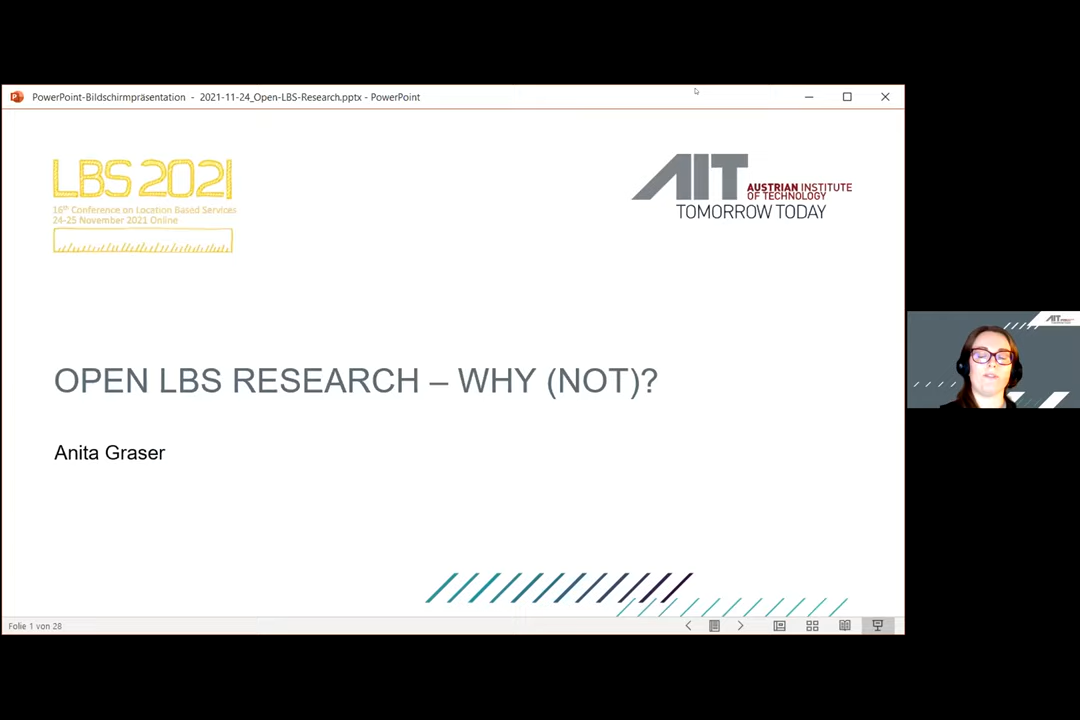 PowerPoint-Bildschirmpräsentation - 2021-11-24_Open-LBS-Research.pptx - PowerPoint
LBS 2021
16th Conference on Location Based Services
24-25 November 2021 Online
AIT
AUSTRIAN INSTITUTE
OF TECHNOLOGY
TOMORROW TODAY
OPEN LBS RESEARCH – WHY (NOT)?
Anita Graser
AIT
Folie 1 von 28